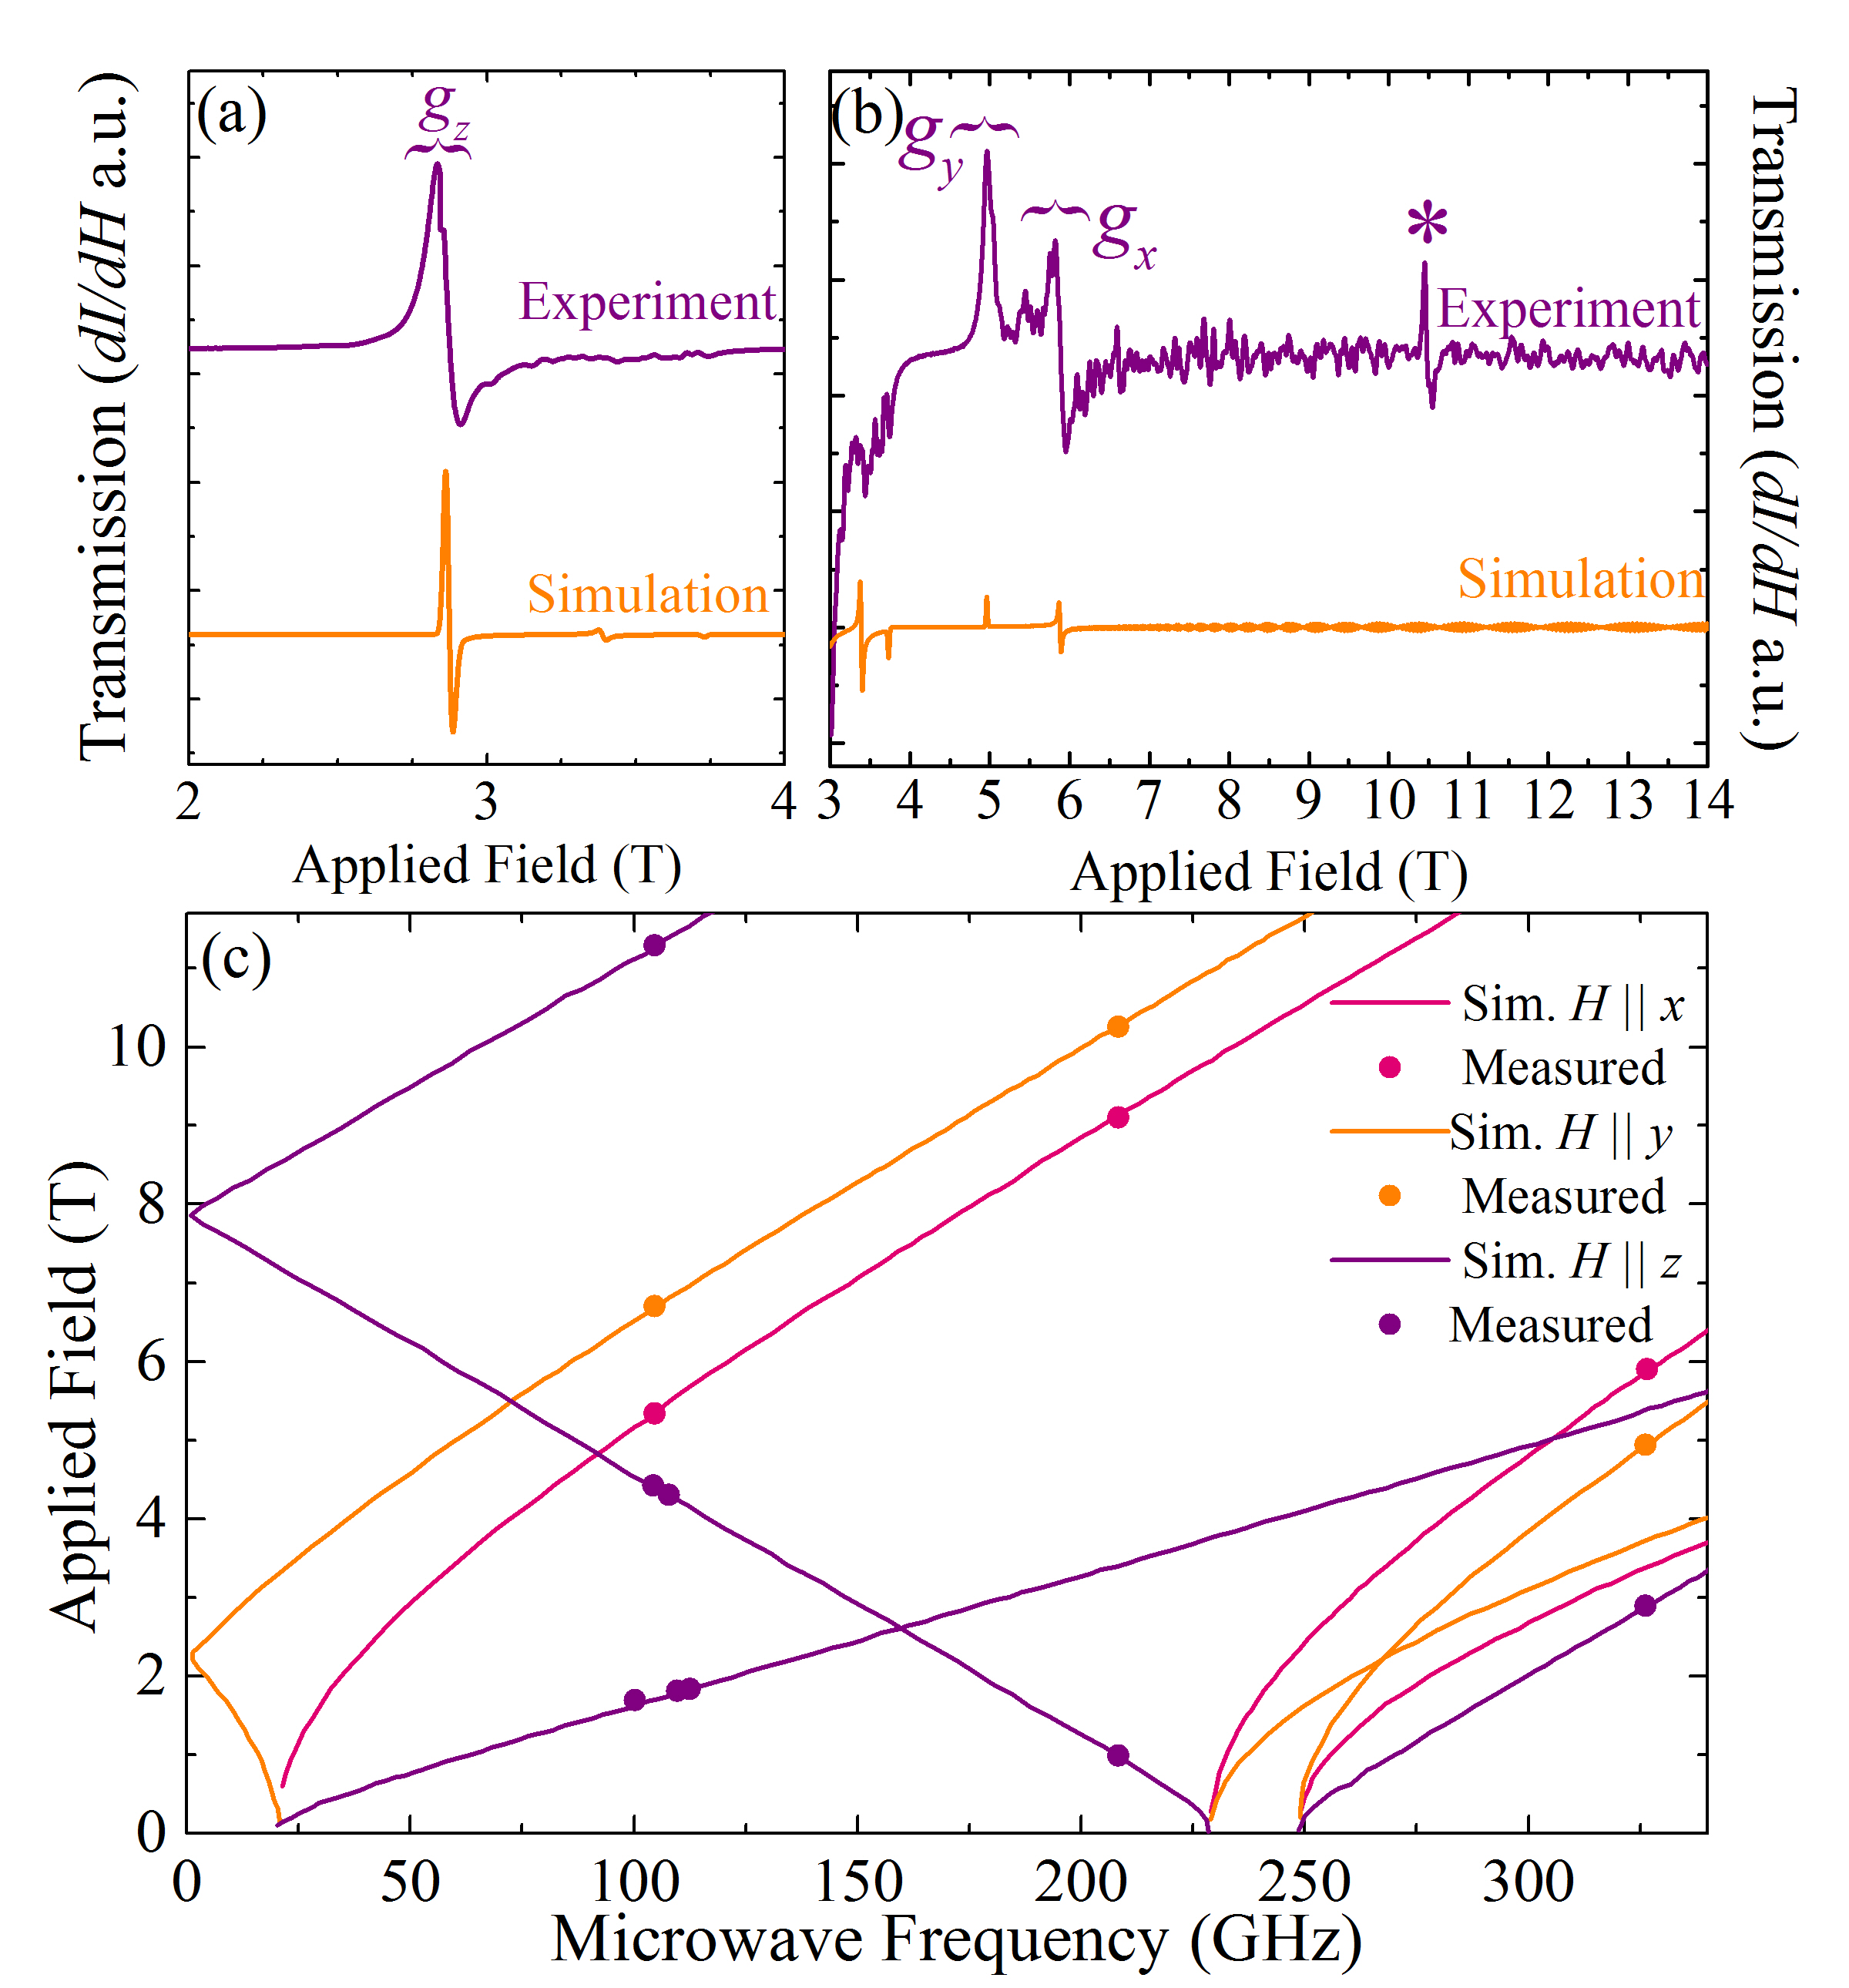 Transmission (dI/dH a.u.)
(a)
g_z
Experiment
Simulation
2 3 4
Applied Field (T)
(b)
g_y
g_x
*
Experiment
Simulation
3 4 5 6 7 8 9 10 11 12 13 14
Applied Field (T)
Transmission (dI/dH a.u.)
(c)
Sim. H || x
Measured
Sim. H || y
Measured
Sim. H || z
Measured
10
8
6
4
2
0
Applied Field (T)
0 50 100 150 200 250 300
Microwave Frequency (GHz)